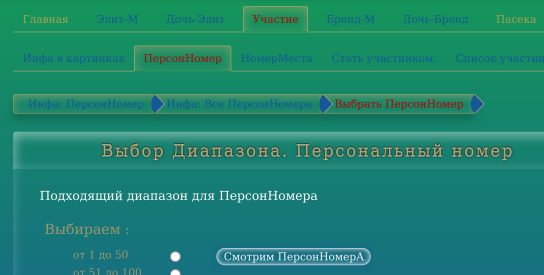 Главная Элит-М Дочь-Элит Участие Бренд-М Дочь-Бренд Пасека
Инфа в картинках ПерсонНомер НомерМеста Стать участником. Список
Инфа: ПерсонНомер Инфа: Все ПерсонНомера. Выбрать ПерсонНомер
Выбор Диапазона. Персональный номер
Подходящий диапазон для ПерсонНомера
Выбираем :
от 1 до 50 Смотрим ПерсонНомерА
от 51 до 100